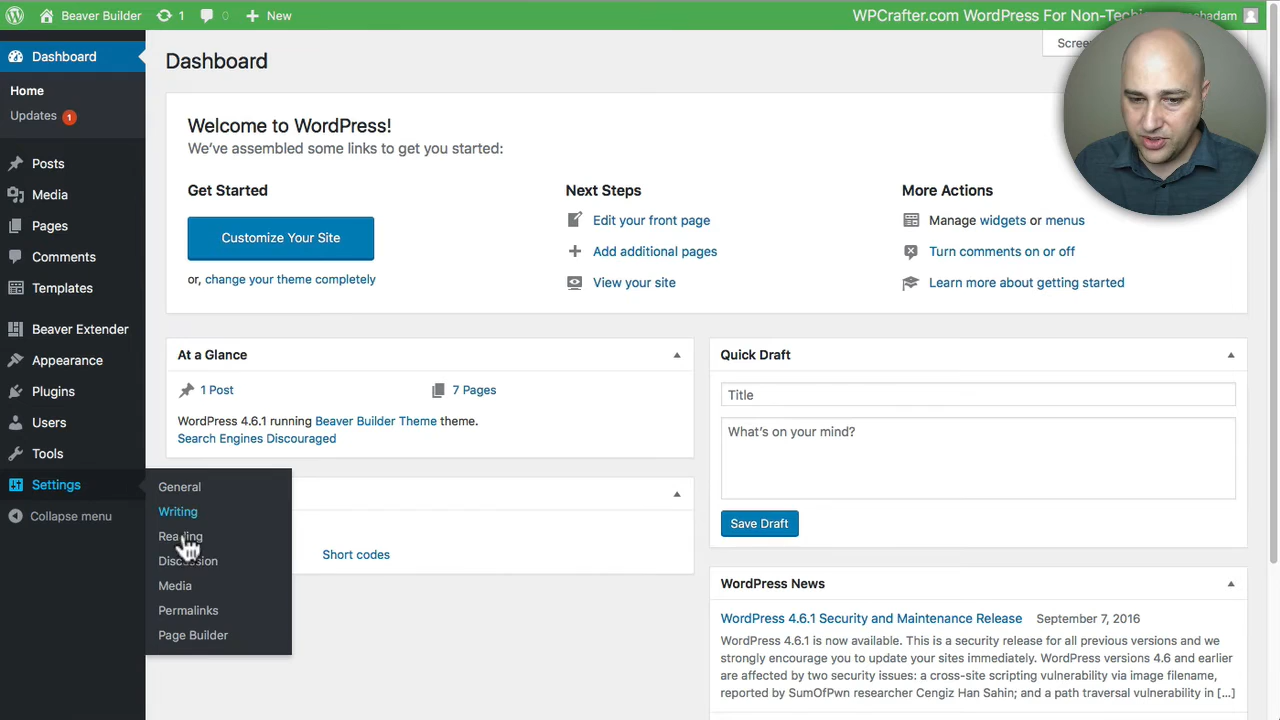 Beaver Builder 1 0 New WPCrafter.com WordPress For Non-Techi
Dashboard
Home
Updates 1
Posts
Media
Pages
Comments
Templates
Beaver Extender
Appearance
Plugins
Users
Tools
Settings
Collapse menu
General
Writing
Reading
Discussion
Media
Permalinks
Page Builder
Dashboard
Welcome to WordPress!
We've assembled some links to get you started:
Get Started
Customize Your Site
or, change your theme completely
Next Steps
Edit your front page
Add additional pages
View your site
More Actions
Manage widgets or menus
Turn comments on or off
Learn more about getting started
At a Glance
1 Post
7 Pages
WordPress 4.6.1 running Beaver Builder Theme theme.
Search Engines Discouraged
Short codes
Quick Draft
Title
What's on your mind?
Save Draft
WordPress News
WordPress 4.6.1 Security and Maintenance Release September 7, 2016
WordPress 4.6.1 is now available. This is a security release for all previous versions and we
strongly encourage you to update your sites immediately. WordPress versions 4.6 and earlier
are affected by two security issues: a cross-site scripting vulnerability via image filename,
reported by SumOfPwn researcher Cengiz Han Sahin; and a path traversal vulnerability in […]